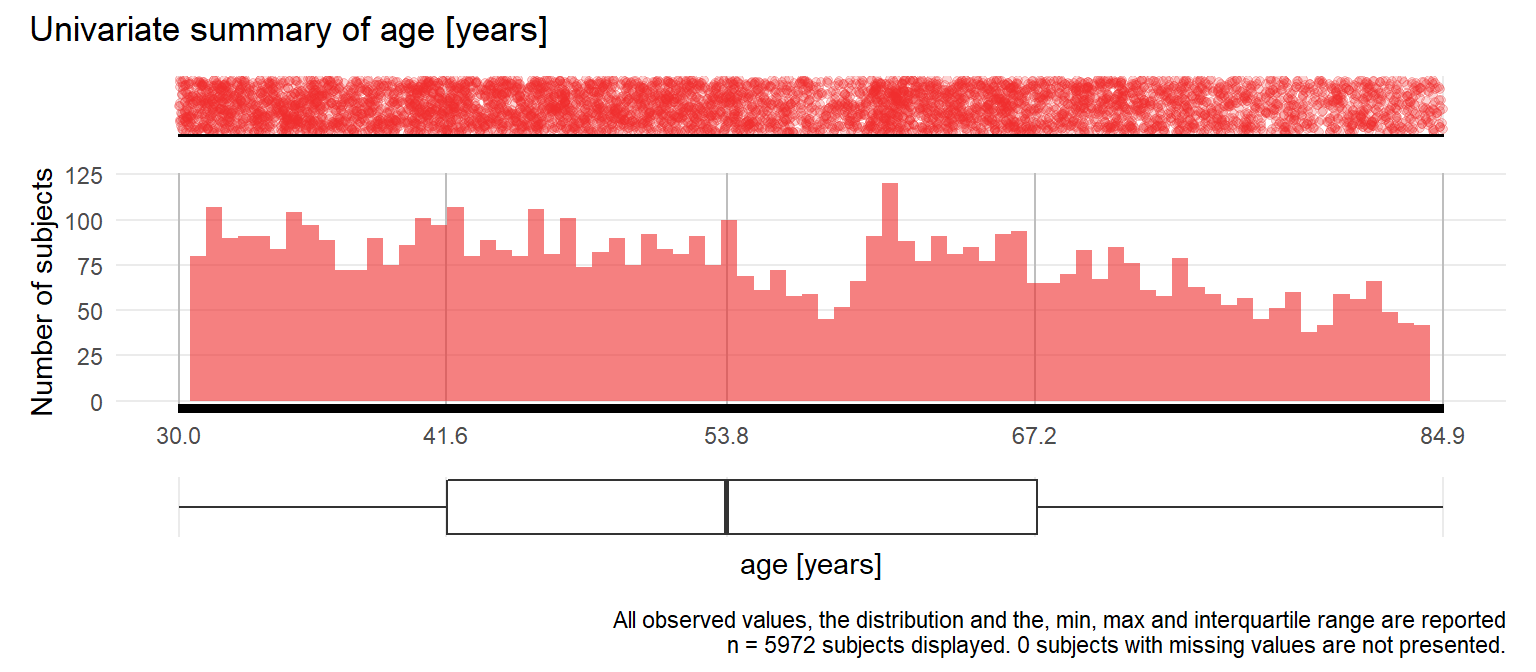 Univariate summary of age [years]
Number of subjects
125
100
75
50
25
0
30.0 41.6 53.8 67.2 84.9
age [years]
All observed values, the distribution and the, min, max and interquartile range are reported
n = 5972 subjects displayed. 0 subjects with missing values are not presented.